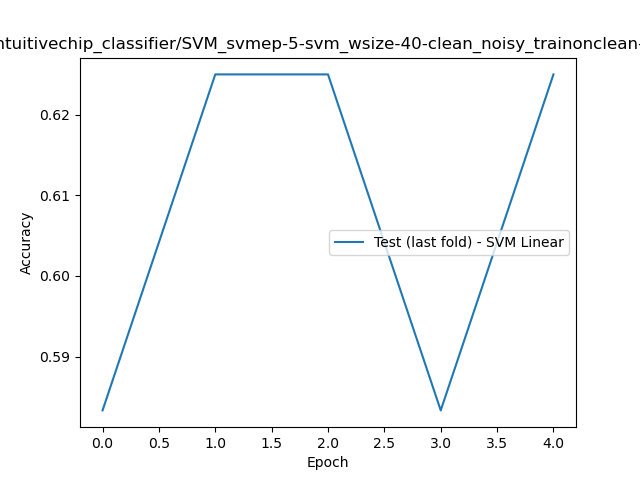 ntuitivechip_classifier/SVM_svmep-5-svm_wsize-40-clean_noisy_trainonclean-
0.62
0.61
0.60
0.59
Accuracy
Test (last fold) - SVM Linear
0.0 0.5 1.0 1.5 2.0 2.5 3.0 3.5 4.0
Epoch